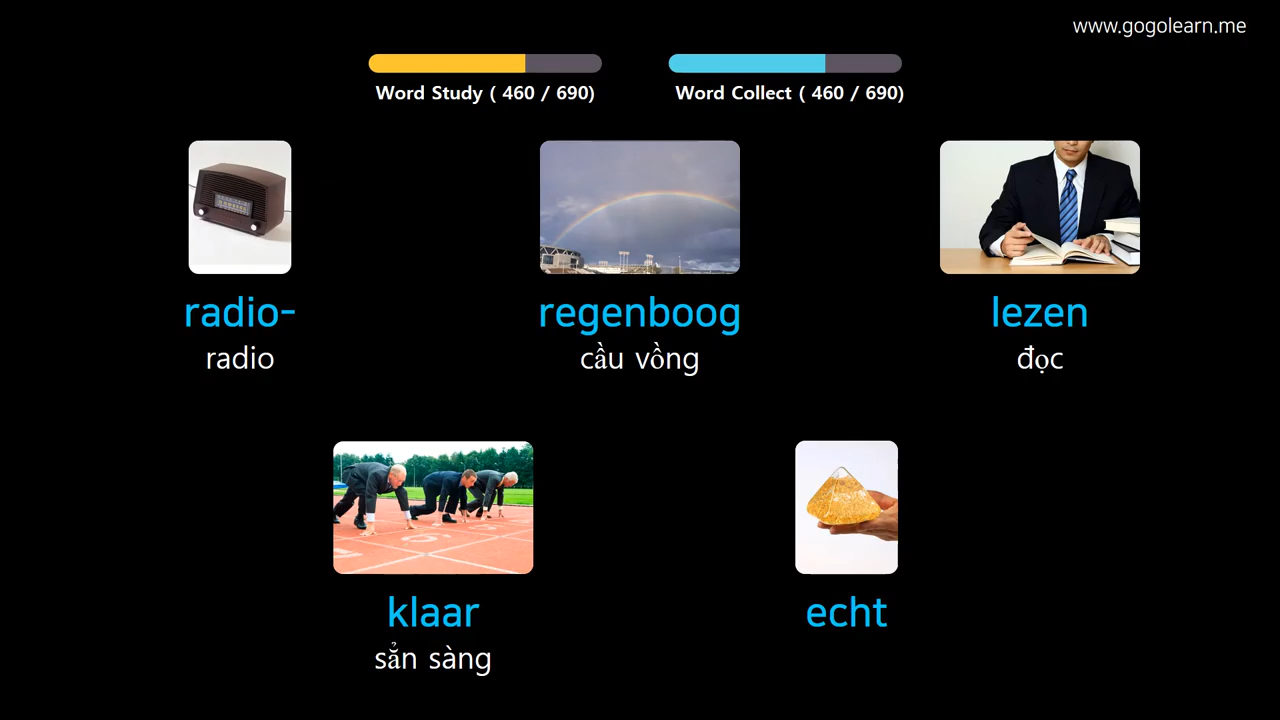 www.gogolearn.me
Word Study ( 460 / 690)
Word Collect ( 460 / 690)
radio-
radio
regenboog
cầu vồng
lezen
đọc
klaar
sẳn sàng
echt